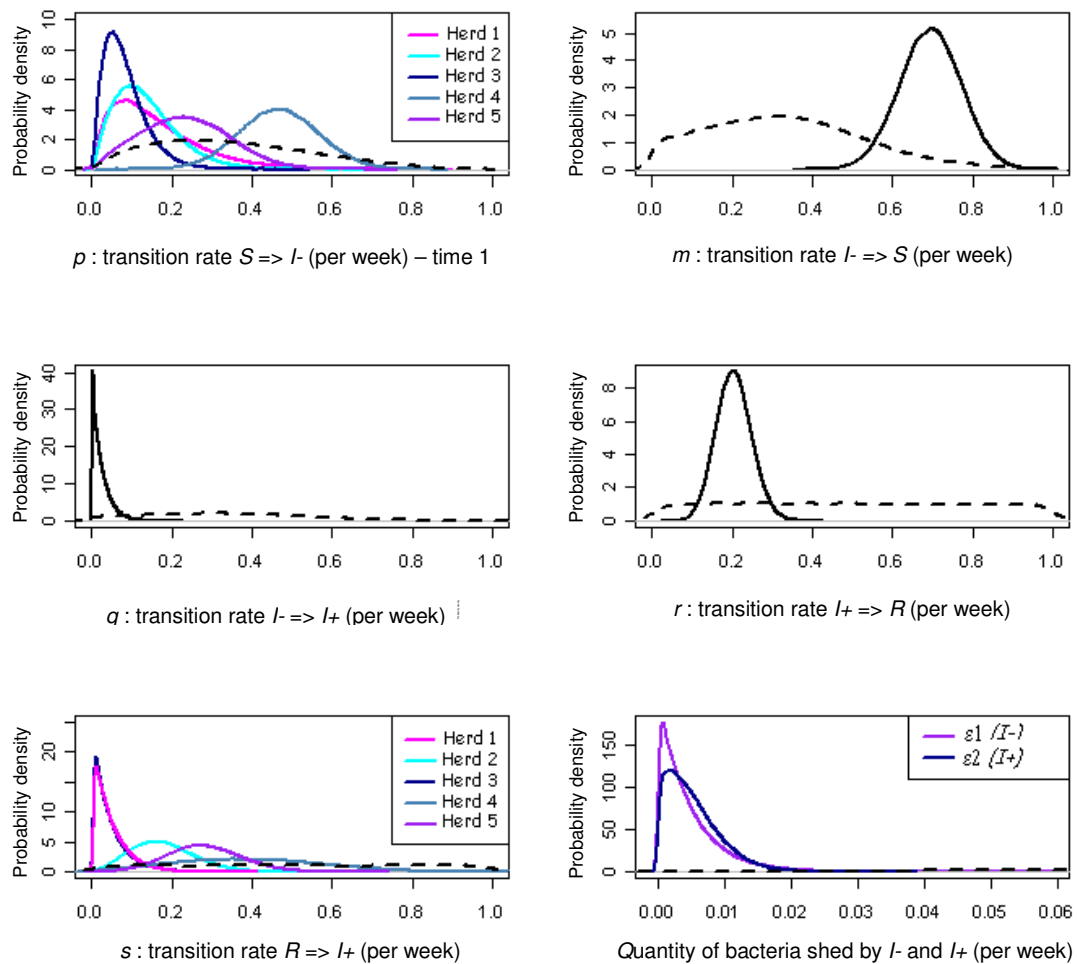 Probability density
10
8
6
4
2
0
0.0 0.2 0.4 0.6 0.8 1.0
Herd 1
Herd 2
Herd 3
Herd 4
Herd 5
p : transition rate S => I- (per week) – time 1
Probability density
5
4
3
2
1
0
0.0 0.2 0.4 0.6 0.8 1.0
m : transition rate I- => S (per week)
Probability density
40
30
20
10
0
0.0 0.2 0.4 0.6 0.8 1.0
q : transition rate I- => I+ (per week)
Probability density
8
6
4
2
0
0.0 0.2 0.4 0.6 0.8 1.0
r : transition rate I+ => R (per week)
Probability density
20
10
5
0
0.0 0.2 0.4 0.6 0.8 1.0
Herd 1
Herd 2
Herd 3
Herd 4
Herd 5
s : transition rate R => I+ (per week)
Probability density
150
100
50
0
0.00 0.01 0.02 0.03 0.04 0.05 0.06
ε1 (I-)
ε2 (I+)
Quantity of bacteria shed by I- and I+ (per week)